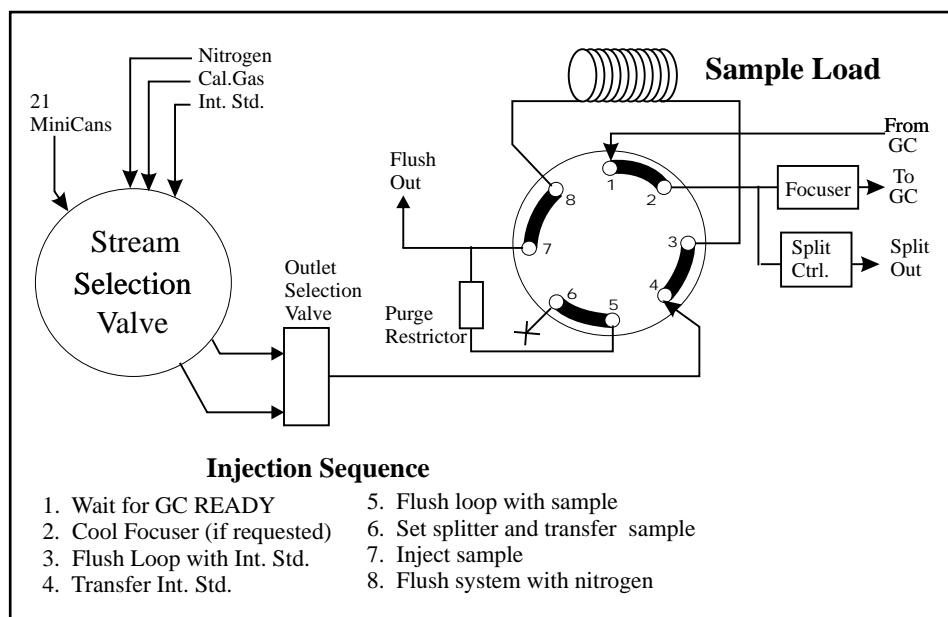 Nitrogen
Cal.Gas
Int. Std.
21
MiniCans
Sample Load
From
GC
To
GC
Flush
Out
1
2
3
4
5
6
7
8
Focuser
Split
Ctrl.
Split
Out
Stream
Selection
Valve
Outlet
Selection
Valve
Purge
Restrictor
Injection Sequence
1. Wait for GC READY
2. Cool Focuser (if requested)
3. Flush Loop with Int. Std.
4. Transfer Int. Std.
5. Flush loop with sample
6. Set splitter and transfer sample
7. Inject sample
8. Flush system with nitrogen